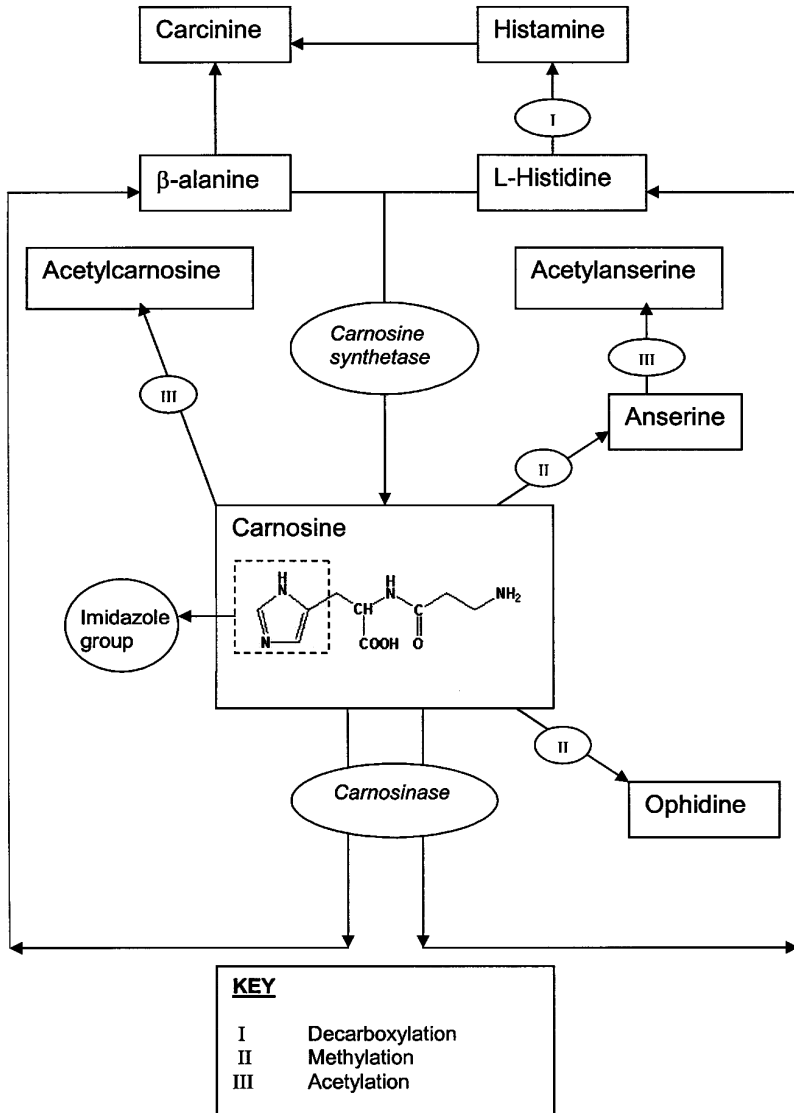 Carcinine
Histamine
I
β-alanine
L-Histidine
Acetylcarnosine
Acetylanserine
Carnosine
synthetase
III
III
Anserine
II
Carnosine
H
N
N
CH
COOH
H
N
C
O
NH₂
Imidazole
group
II
Carnosinase
Ophidine
KEY
I Decarboxylation
II Methylation
III Acetylation